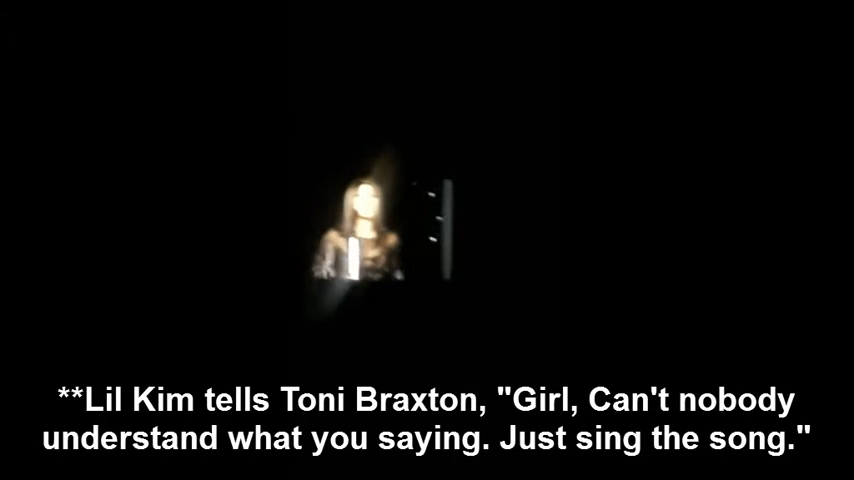 **Lil Kim tells Toni Braxton, "Girl, Can't nobody
understand what you saying. Just sing the song."